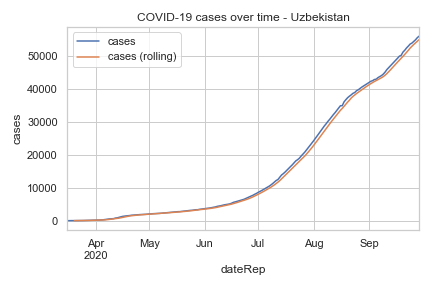 COVID-19 cases over time - Uzbekistan
cases
cases (rolling)
50000
40000
30000
20000
10000
0
cases
Apr
2020
May
Jun
Jul
Aug
Sep
dateRep